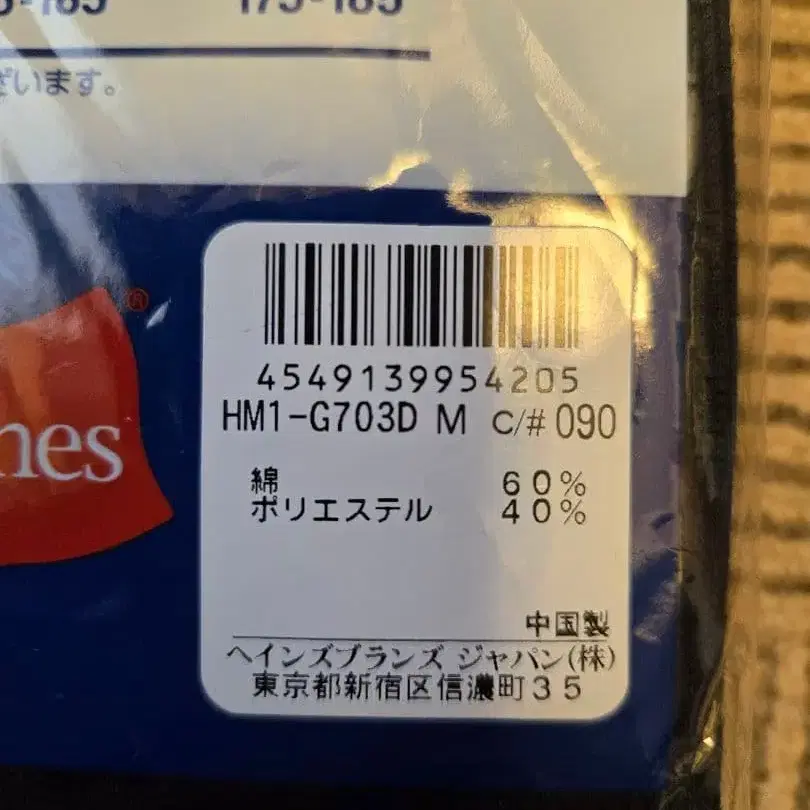 175-185
ざいます。
®
nes
4549139954205
HM1-G703D M C/# 090
綿 60%
ポリエステル 40%
中国製
ヘインズブランズ ジャパン(株)
東京都新宿区信濃町35